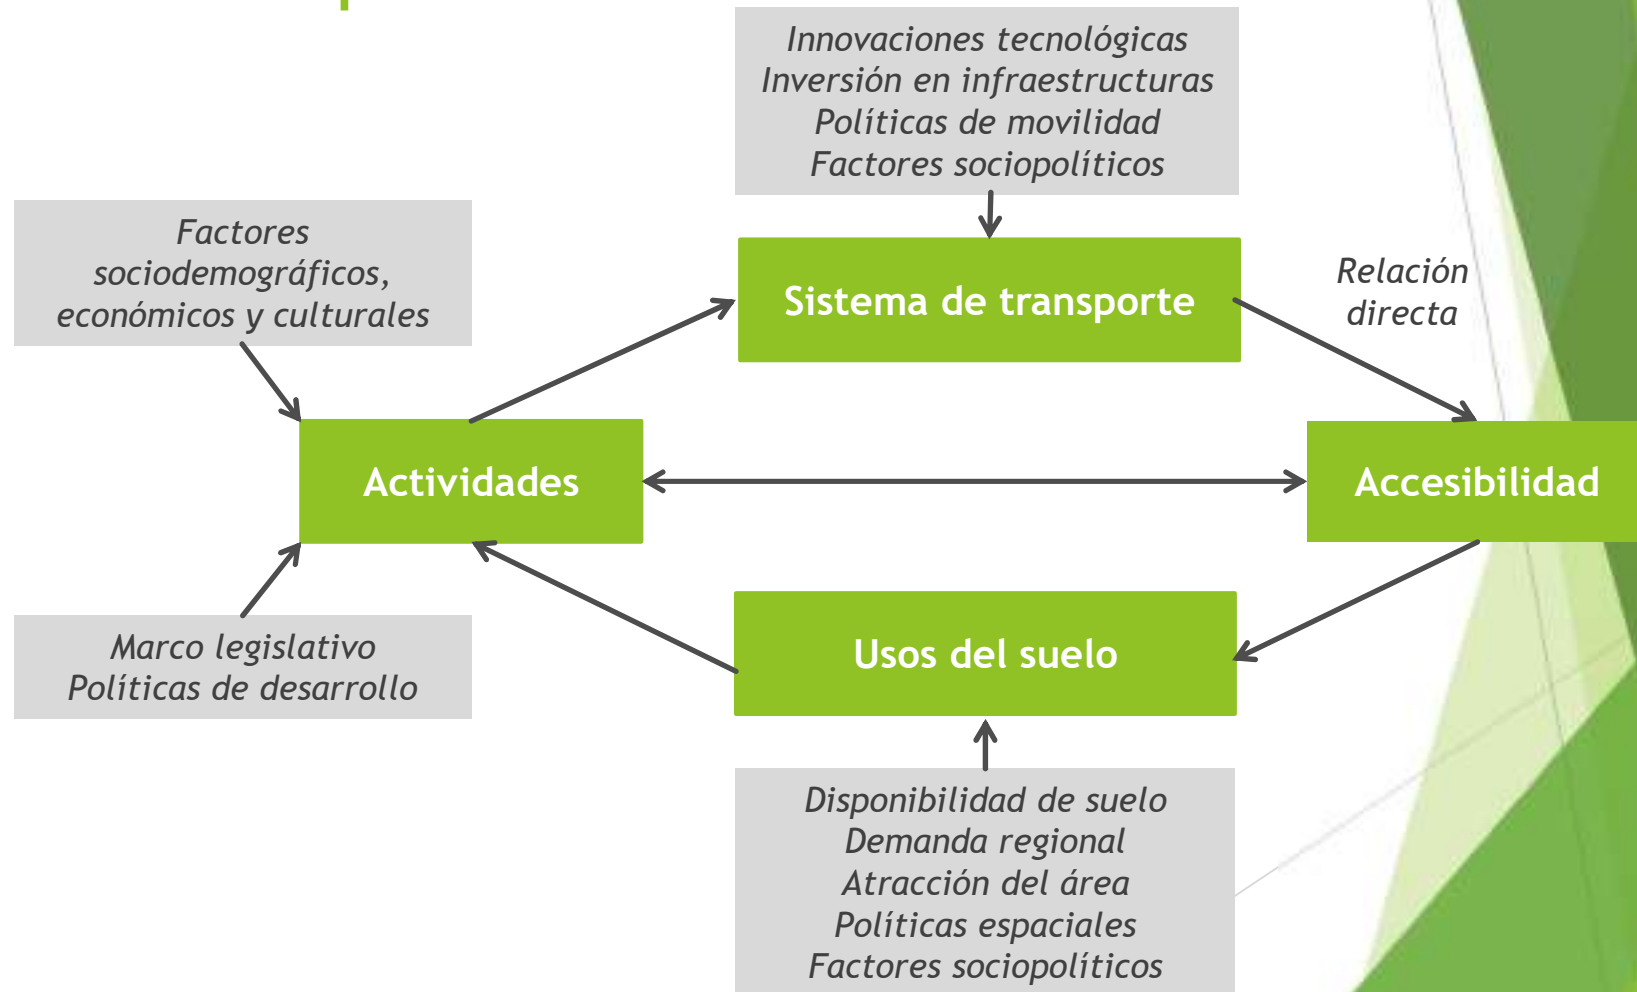 Innovaciones tecnológicas
Inversión en infraestructuras
Políticas de movilidad
Factores sociopolíticos
Factores
sociodemográficos,
económicos y culturales
Sistema de transporte
Relación
directa
Actividades
Accesibilidad
Marco legislativo
Políticas de desarrollo
Usos del suelo
Disponibilidad de suelo
Demanda regional
Atracción del área
Políticas espaciales
Factores sociopolíticos